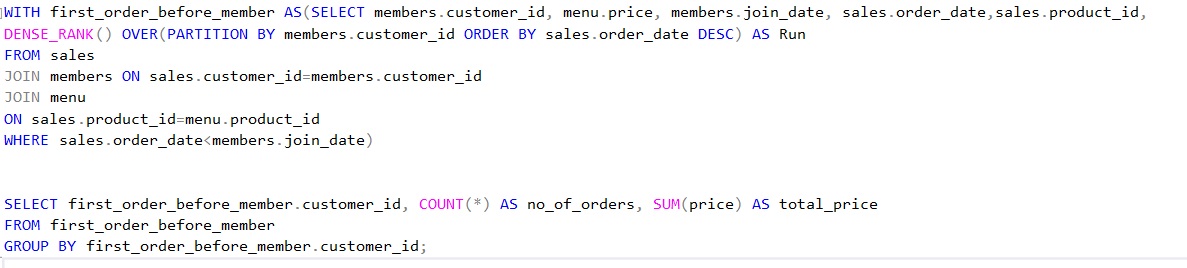 WITH first_order_before_member AS(SELECT members.customer_id, menu.price, members.join_date, sales.order_date,sales.product_id,
DENSE_RANK() OVER(PARTITION BY members.customer_id ORDER BY sales.order_date DESC) AS Run
FROM sales
JOIN members ON sales.customer_id=members.customer_id
JOIN menu
ON sales.product_id=menu.product_id
WHERE sales.order_date<members.join_date)
SELECT first_order_before_member.customer_id, COUNT(*) AS no_of_orders, SUM(price) AS total_price
FROM first_order_before_member
GROUP BY first_order_before_member.customer_id;